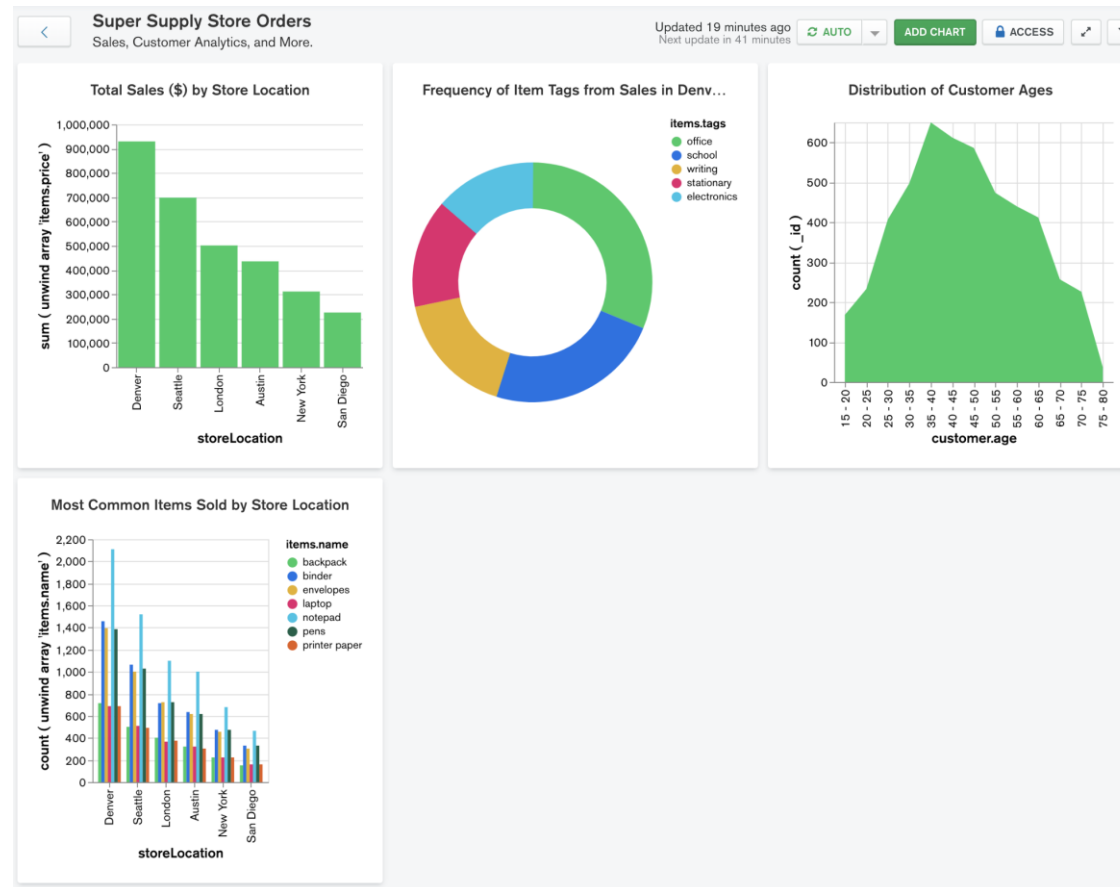 Super Supply Store Orders
Sales, Customer Analytics, and More.
Updated 19 minutes ago
Next update in 41 minutes
AUTO
ADD CHART
ACCESS
Total Sales ($) by Store Location
sum ( unwind array 'items.price' )
1,000,000
900,000
800,000
700,000
600,000
500,000
400,000
300,000
200,000
100,000
0
Denver
Seattle
London
Austin
New York
San Diego
storeLocation
Frequency of Item Tags from Sales in Denv...
items.tags
office
school
writing
stationary
electronics
Distribution of Customer Ages
count ( _id )
600
500
400
300
200
100
0
15 - 20
20 - 25
25 - 30
30 - 35
35 - 40
40 - 45
45 - 50
50 - 55
55 - 60
60 - 65
65 - 70
70 - 75
75 - 80
customer.age
Most Common Items Sold by Store Location
count ( unwind array 'items.name' )
2,200
2,000
1,800
1,600
1,400
1,200
1,000
800
600
400
200
0
Denver
Seattle
London
Austin
New York
San Diego
storeLocation
items.name
backpack
binder
envelopes
laptop
notepad
pens
printer paper